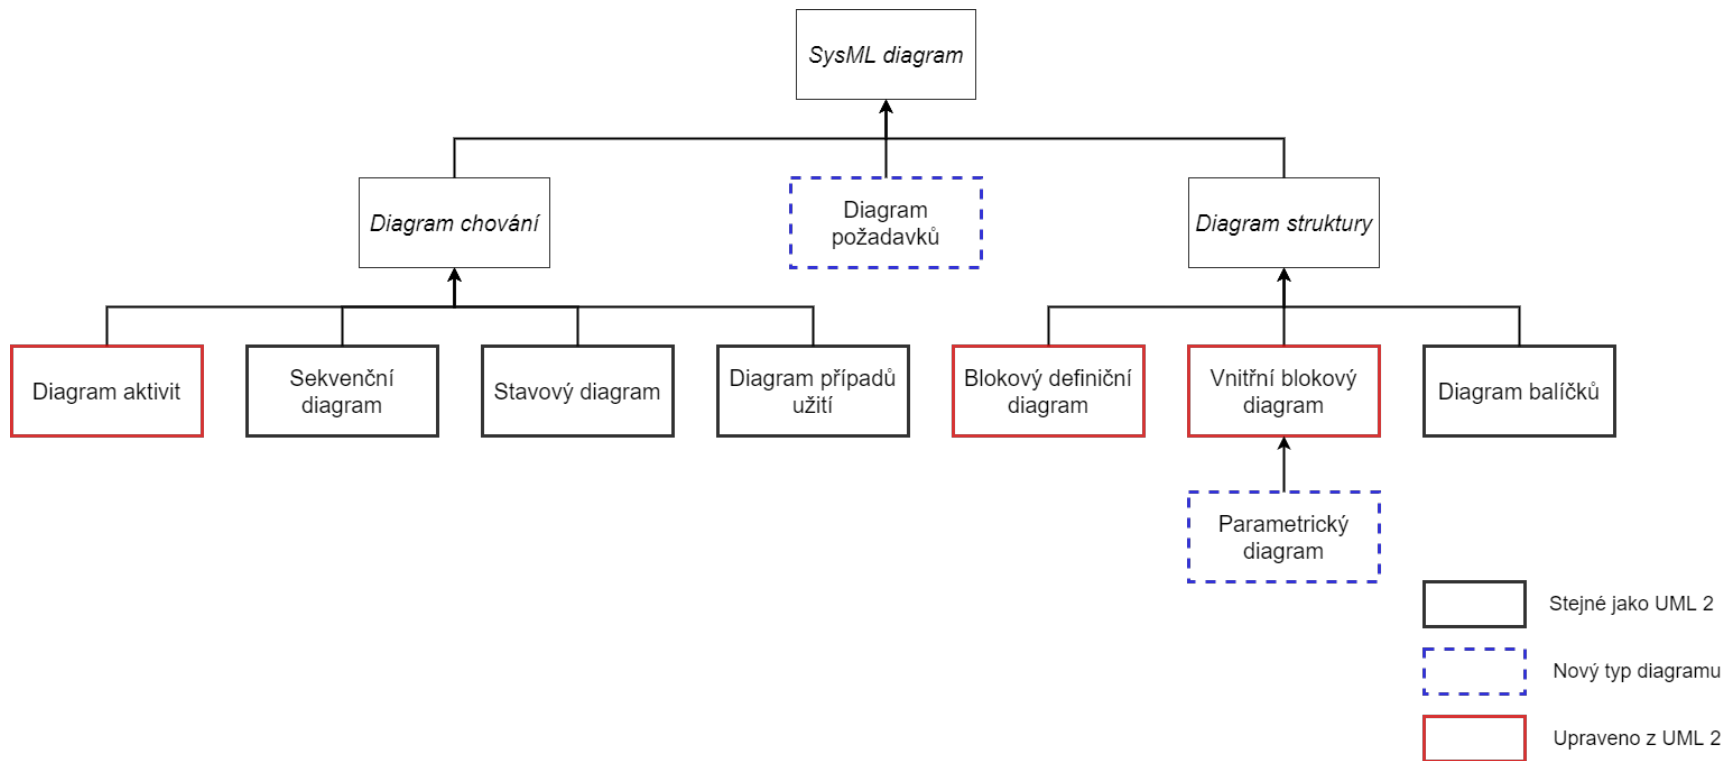 SysML diagram
Diagram chování
Diagram
požadavků
Diagram struktury
Diagram aktivit
Sekvenční
diagram
Stavový diagram
Diagram případů
užití
Blokový definiční
diagram
Vnitřní blokový
diagram
Diagram balíčků
Parametrický
diagram
Stejné jako UML 2
Nový typ diagramu
Upraveno z UML 2